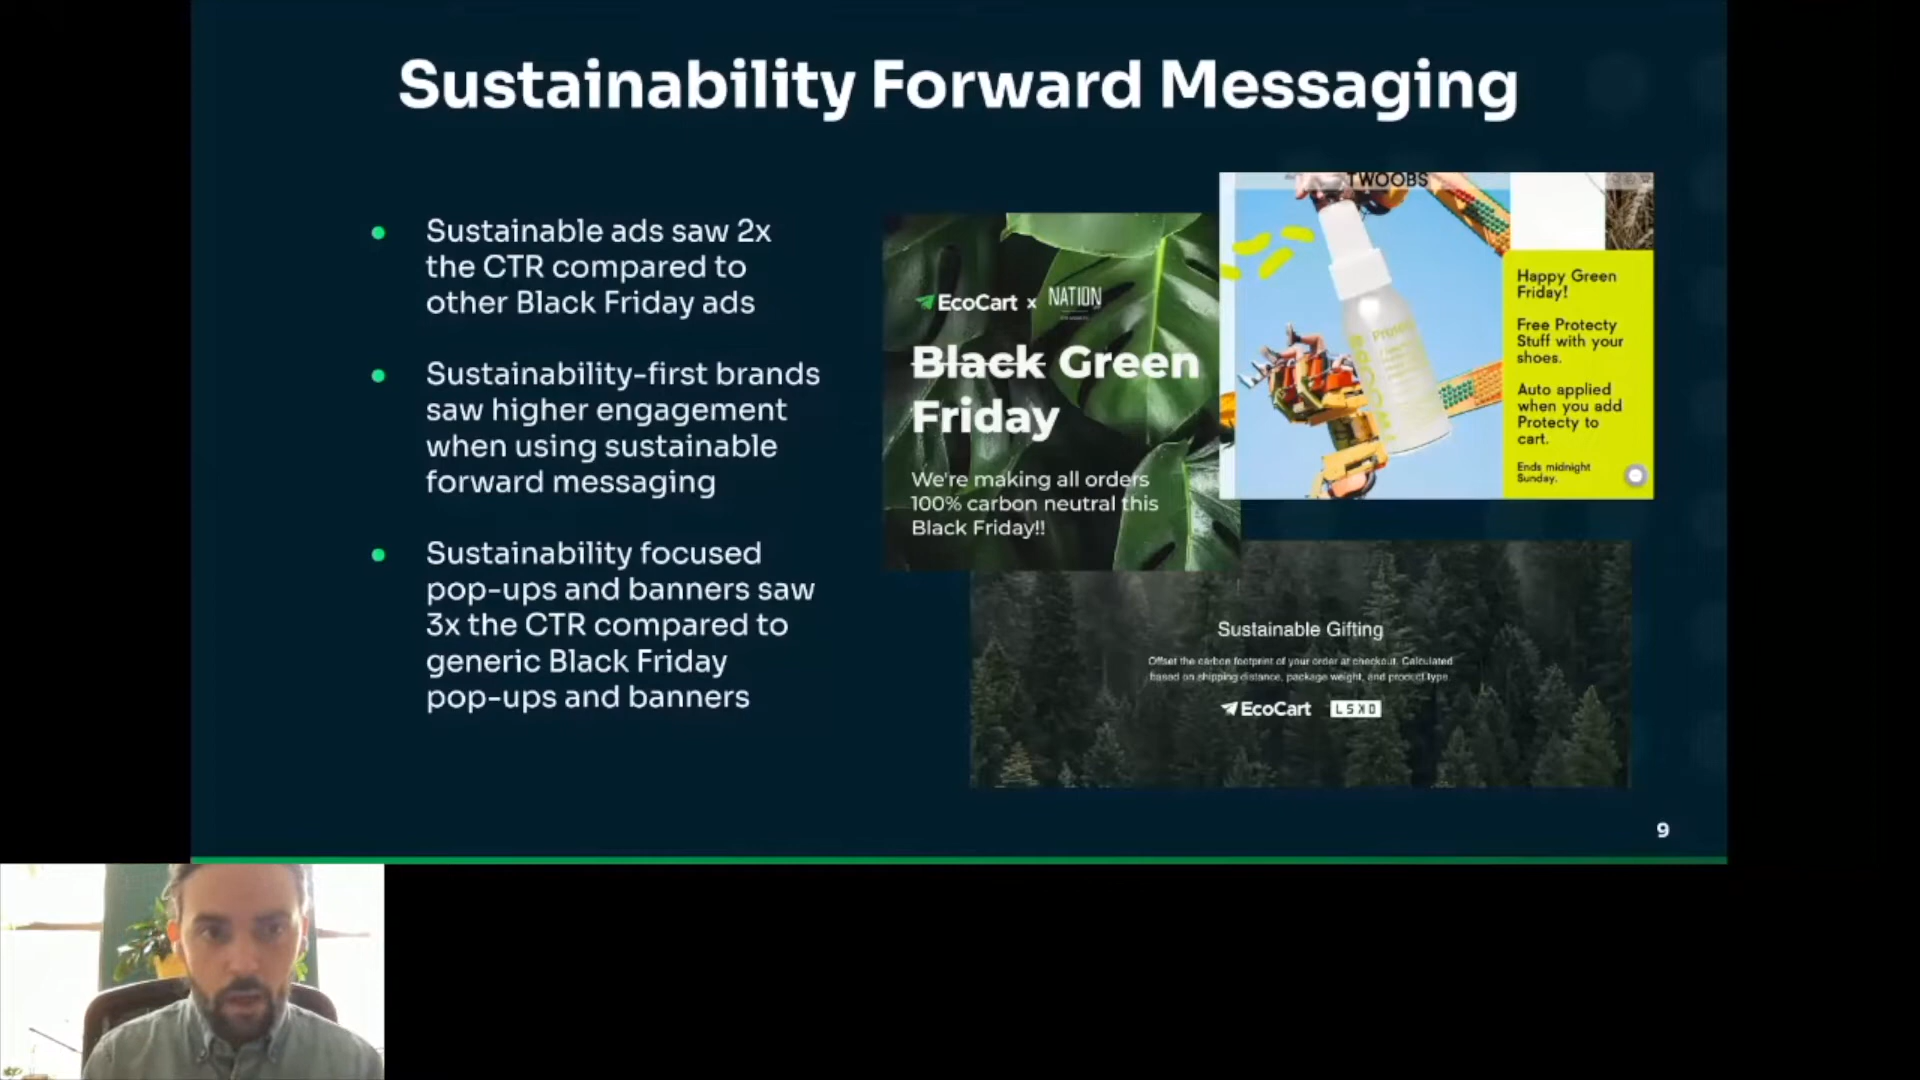 Sustainability Forward Messaging
Sustainable ads saw 2x
the CTR compared to
other Black Friday ads
Sustainability-first brands
saw higher engagement
when using sustainable
forward messaging
Sustainability focused
pop-ups and banners saw
3x the CTR compared to
generic Black Friday
pop-ups and banners
EcoCart x NATION
Black Green
Friday
We're making all orders
100% carbon neutral this
Black Friday!!
TWOOBS
Happy Green
Friday!
Free Protecty
Stuff with your
shoes.
Auto applied
when you add
Protecty to
cart.
Ends midnight
Sunday.
Sustainable Gifting
Offset the carbon footprint of your order at checkout. Calculated
based on shipping distance, package weight, and product type.
EcoCart LSKD
9